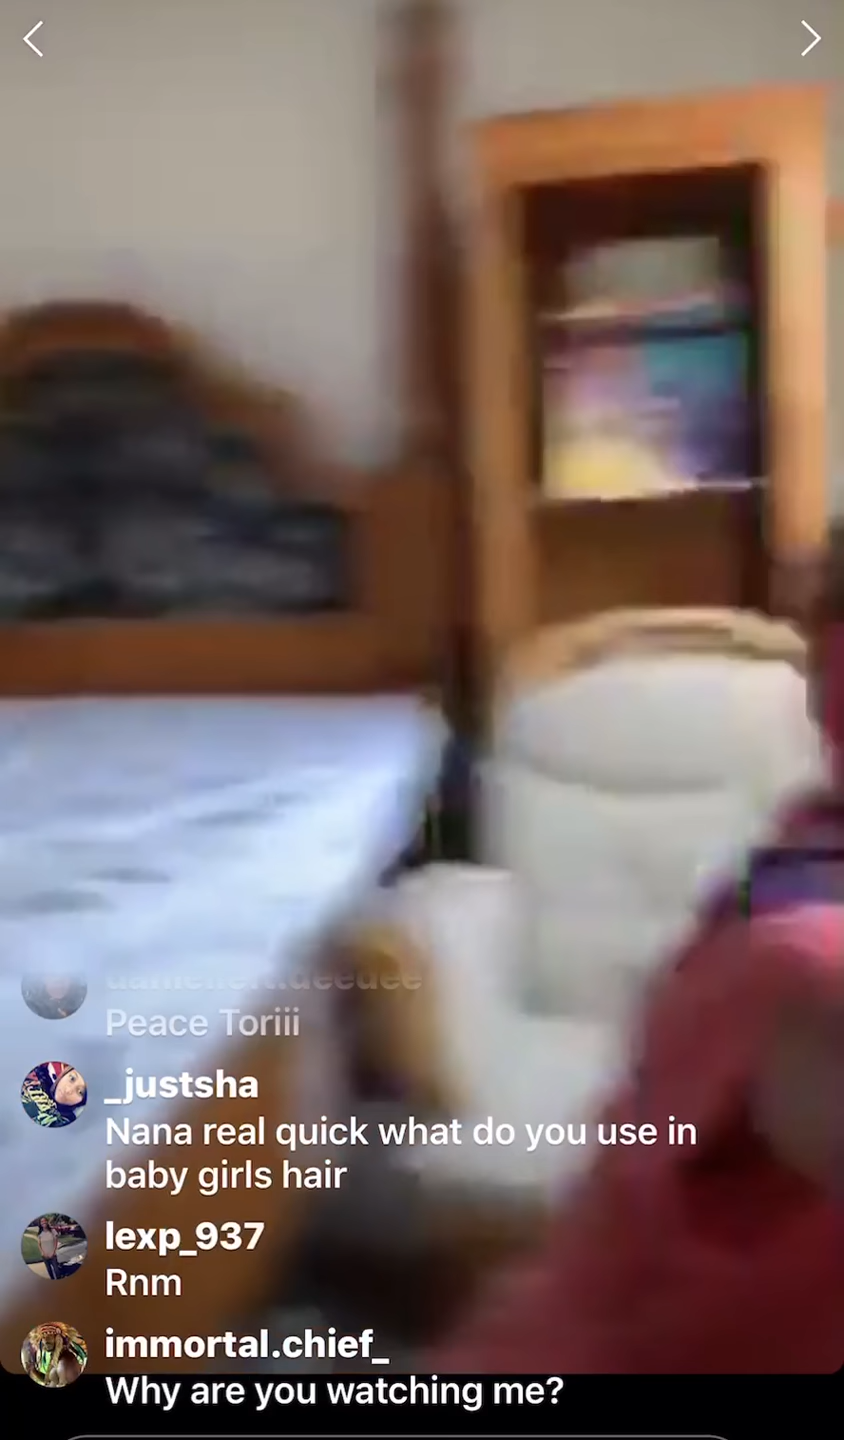 Peace Toriii
_justsha
Nana real quick what do you use in
baby girls hair
lexp_937
Rnm
immortal.chief_
Why are you watching me?